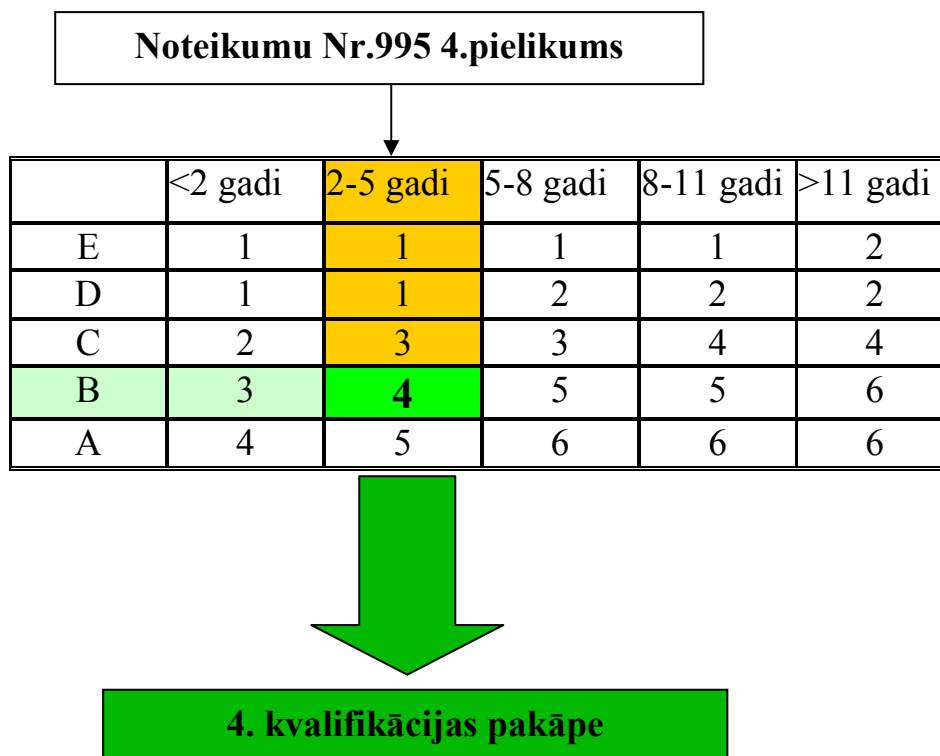 Noteikumu Nr.995 4.pielikums
<2 gadi 2-5 gadi 5-8 gadi 8-11 gadi >11 gadi
E 1 1 1 1 2
D 1 1 2 2 2
C 2 3 3 4 4
B 3 4 5 5 6
A 4 5 6 6 6
4. kvalifikācijas pakāpe